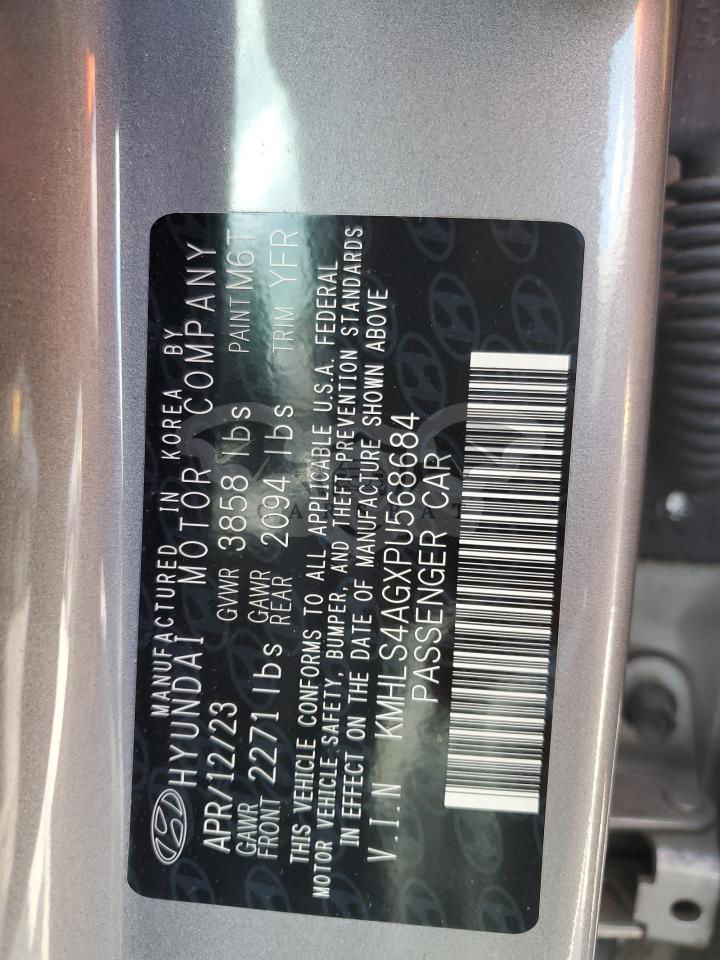 MANUFACTURED IN KOREA BY
HYUNDAI MOTOR COMPANY
APR/12/23 GVWR 3858 lbs PAINT M6T
GAWR FRONT 2271 lbs GAWR REAR 2094 lbs TRIM YFR
THIS VEHICLE CONFORMS TO ALL APPLICABLE U.S.A. FEDERAL
MOTOR VEHICLE SAFETY, BUMPER, AND THEFT PREVENTION STANDARDS
IN EFFECT ON THE DATE OF MANUFACTURE SHOWN ABOVE
V.I.N KMHLS4AGXPU568684
PASSENGER CAR